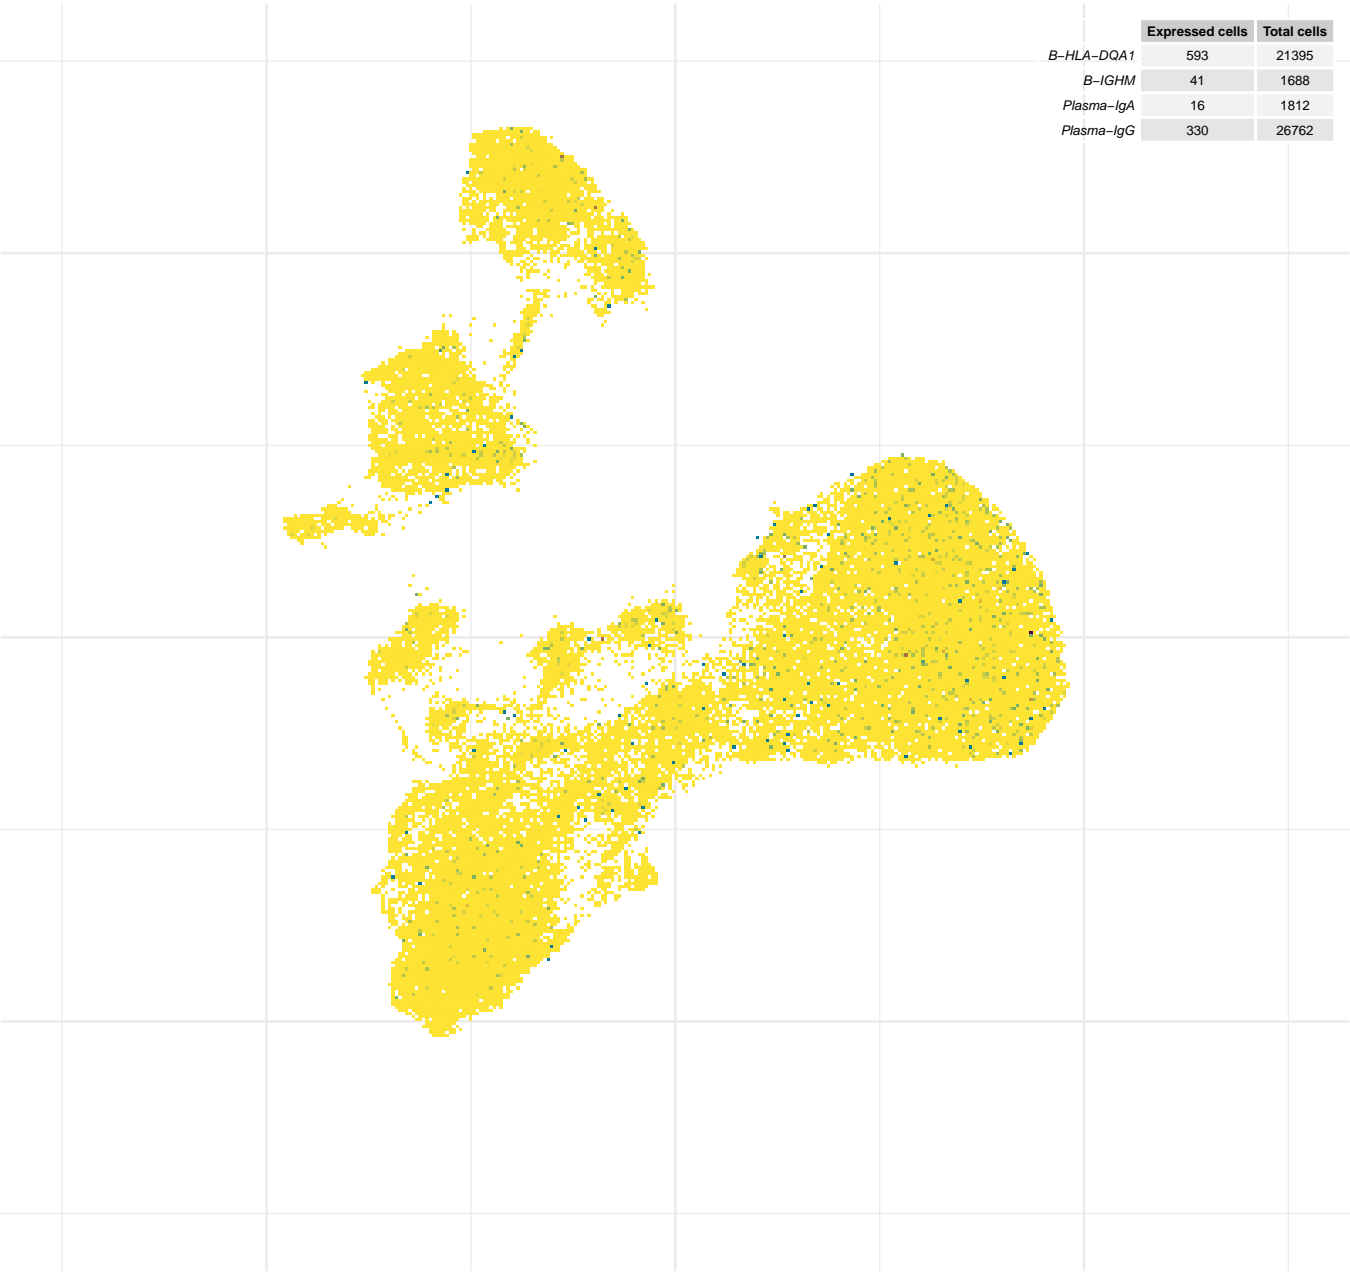 Expressed cells Total cells
B−HLA−DQA1 593 21395
B−IGHM 41 1688
Plasma−IgA 16 1812
Plasma−IgG 330 26762